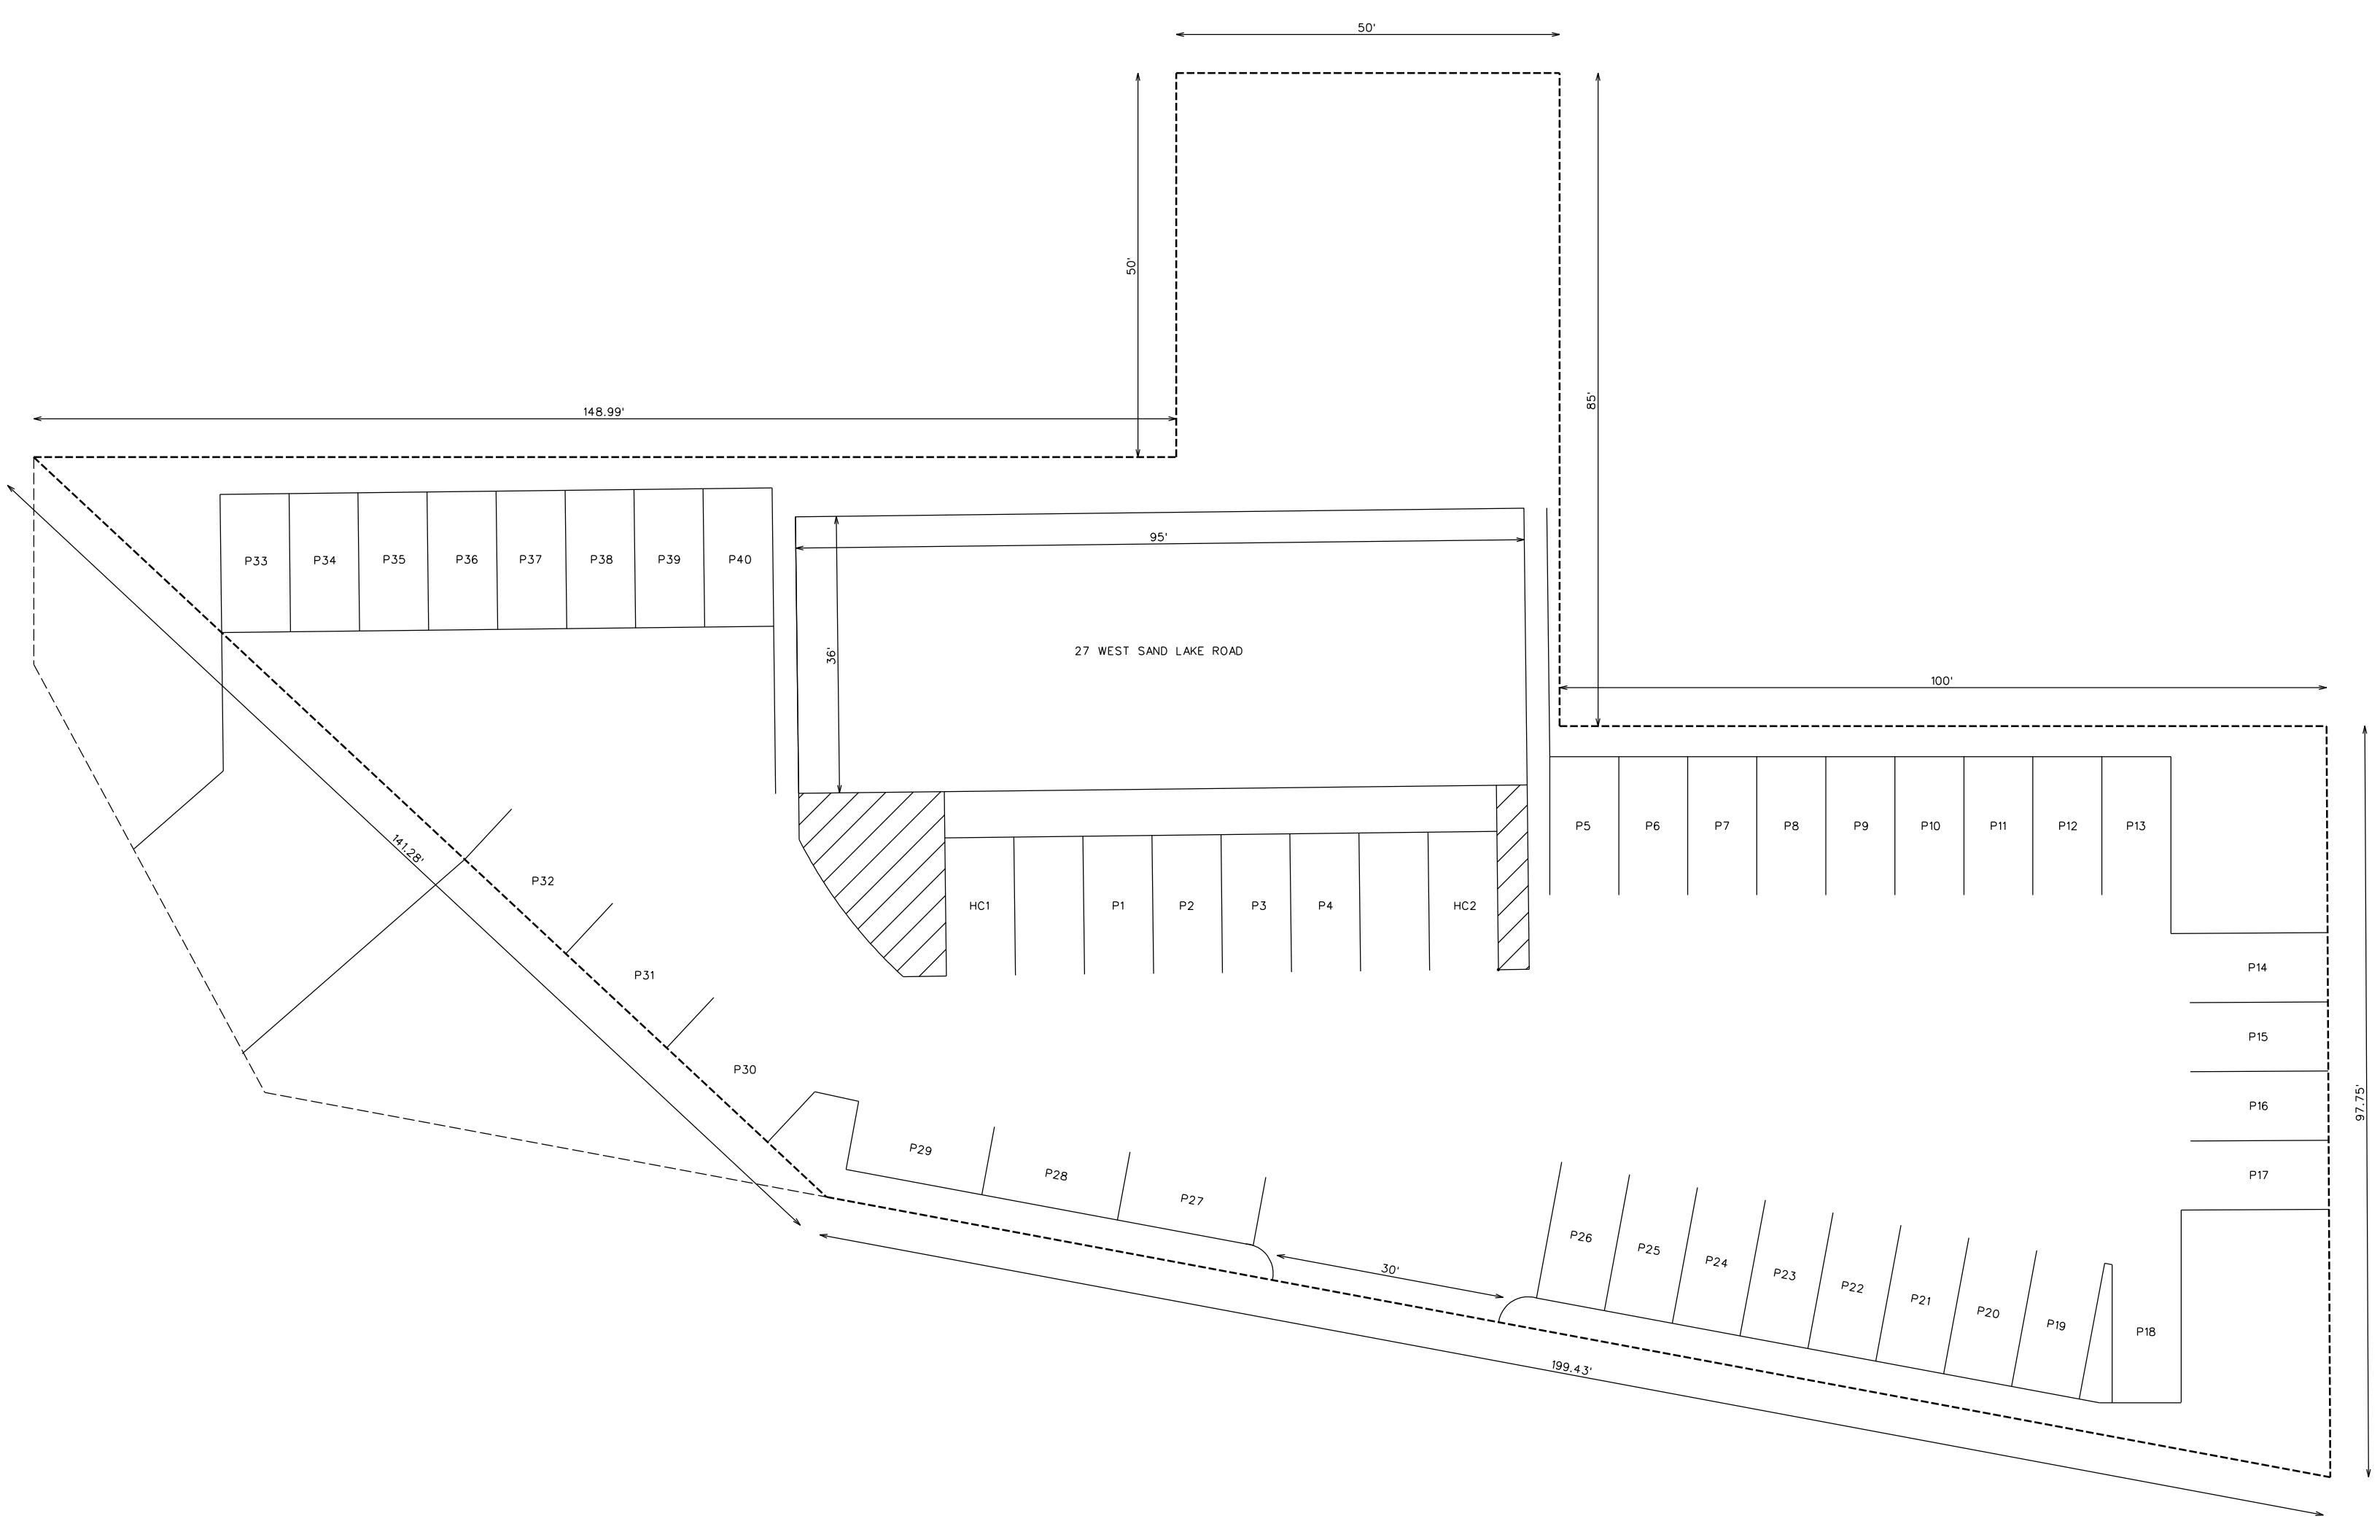 50'
50'
85'
148.99'
95'
P33 P34 P35 P36 P37 P38 P39 P40
36'
27 WEST SAND LAKE ROAD
100'
P5 P6 P7 P8 P9 P10 P11 P12 P13
141.28'
P32
HC1 P1 P2 P3 P4 HC2
P31
P14
P15
P30
P16
97.75'
P29
P28
P17
P27
P26
P25
P24
30'
P23
P22
P21
P20
P19
P18
199.43'